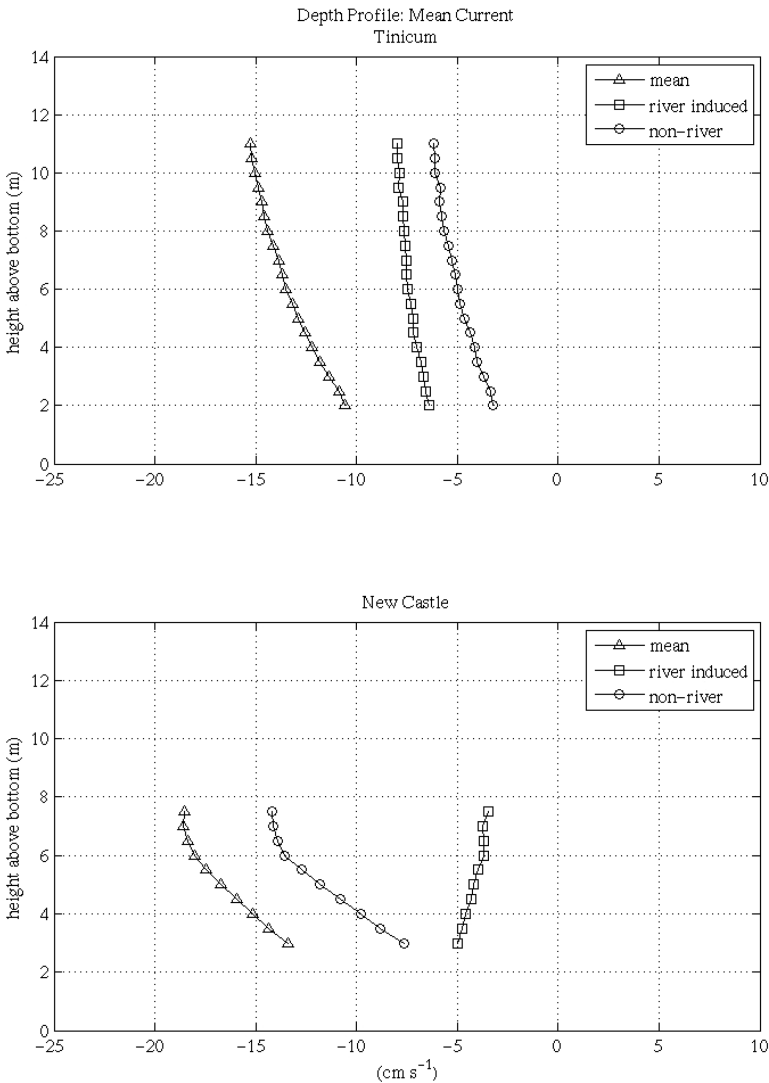 Depth Profile: Mean Current
Tinicum
14
12
10
8
6
4
2
0
height above bottom (m)
mean
river induced
non-river
-25 -20 -15 -10 -5 0 5 10
New Castle
14
12
10
8
6
4
2
0
height above bottom (m)
mean
river induced
non-river
-25 -20 -15 -10 -5 0 5 10
(cm s⁻¹)